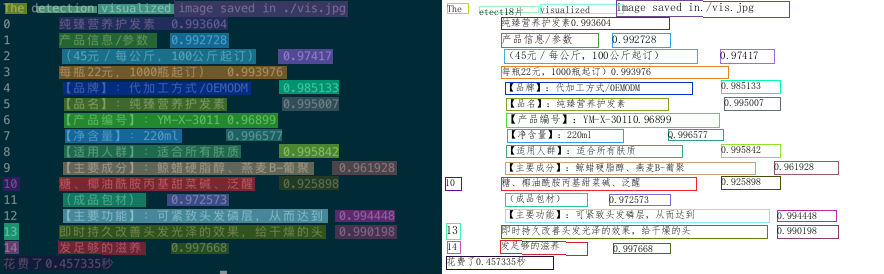 The detection visualized image saved in ./vis.jpg
0 纯臻营养护发素 0.993604
1 产品信息/参数 0.992728
2 （45元／每公斤，100公斤起订） 0.97417
3 每瓶22元，1000瓶起订） 0.993976
4 【品牌】：代加工方式/OEMODM 0.985133
5 【品名】：纯臻营养护发素 0.995007
6 【产品编号】：YM-X-3011 0.96899
7 【净含量】：220ml 0.996577
8 【适用人群】：适合所有肤质 0.995842
9 【主要成分】：鲸蜡硬脂醇、燕麦B-葡聚 0.961928
10 糖、椰油酰胺丙基甜菜碱、泛醒 0.925898
11 （成品包材） 0.972573
12 【主要功能】：可紧致头发磷层，从而达到 0.994448
13 即时持久改善头发光泽的效果，给干燥的头 0.990198
14 发足够的滋养 0.997668
花费了0.457335秒
The etect18片 visualized image saved in./vis.jpg
纯臻营养护发素0.993604
产品信息/参数 0.992728
（45元／每公斤，100公斤起订） 0.97417
每瓶22元，1000瓶起订）0.993976
【品牌】：代加工方式/OEMODM 0.985133
【品名】：纯臻营养护发素 0.995007
【产品编号】：YM-X-30110.96899
【净含量】：220ml 0.996577
【适用人群】：适合所有肤质 0.995842
【主要成分】：鲸蜡硬脂醇、燕麦B-葡聚 0.961928
10 糖、椰油酰胺丙基甜菜碱、泛醒 0.925898
（成品包材） 0.972573
【主要功能】：可紧致头发磷层，从而达到 0.994448
13 即时持久改善头发光泽的效果，给干燥的头 0.990198
14 发足够的滋养 0.997668
花费了0.457335秒